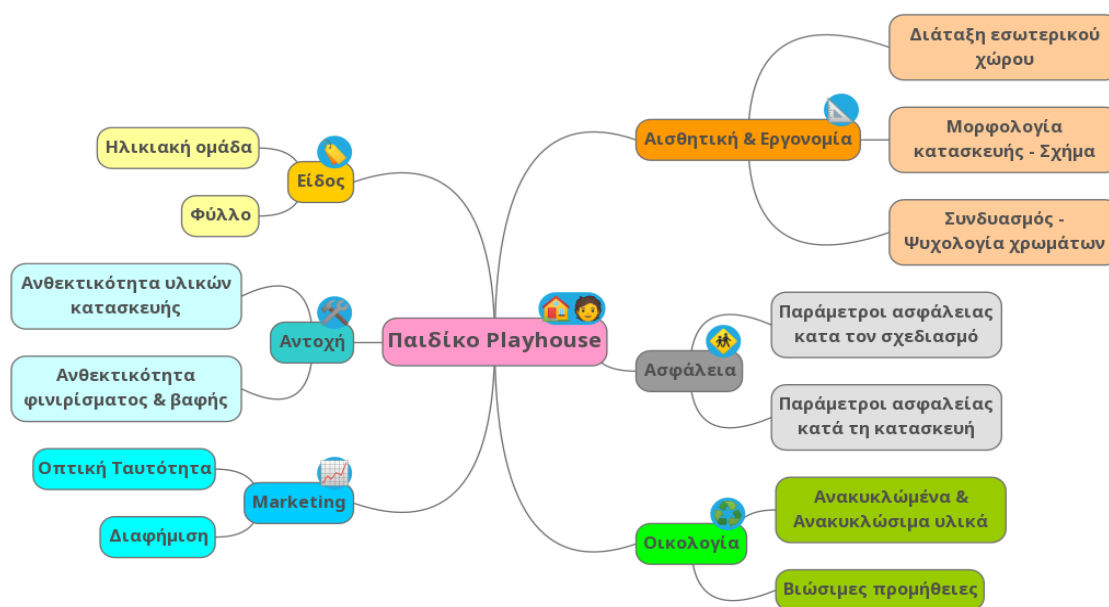 Παιδίκο Playhouse
Αισθητική & Εργονομία
Διάταξη εσωτερικού
χώρου
Μορφολογία
κατασκευής - Σχήμα
Συνδυασμός -
Ψυχολογία χρωμάτων
Ασφάλεια
Παράμετροι ασφάλειας
κατα τον σχεδιασμό
Παράμετροι ασφαλείας
κατά τη κατασκευή
Οικολογία
Ανακυκλώμένα &
Ανακυκλώσιμα υλικά
Βιώσιμες προμήθειες
Είδος
Ηλικιακή ομάδα
Φύλλο
Αντοχή
Ανθεκτικότητα υλικών
κατασκευής
Ανθεκτικότητα
φινιρίσματος & βαφής
Marketing
Οπτική Ταυτότητα
Διαφήμιση